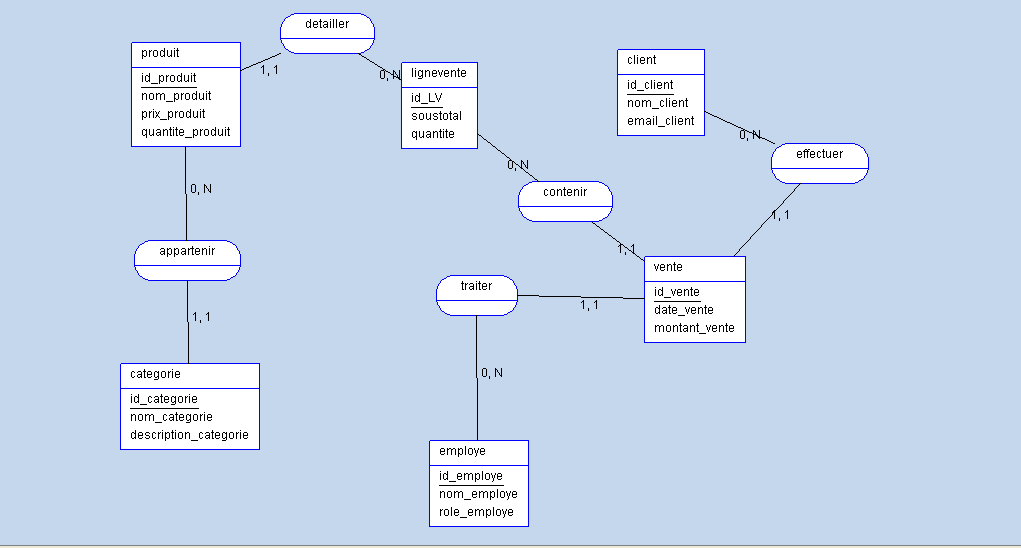 detailler
1, 1
0, N
produit
id_produit
nom_produit
prix_produit
quantite_produit
lignevente
id_LV
soustotal
quantite
client
id_client
nom_client
email_client
0, N
effectuer
0, N
contenir
1, 1
1, 1
0, N
appartenir
1, 1
vente
id_vente
date_vente
montant_vente
traiter
1, 1
0, N
categorie
id_categorie
nom_categorie
description_categorie
employe
id_employe
nom_employe
role_employe